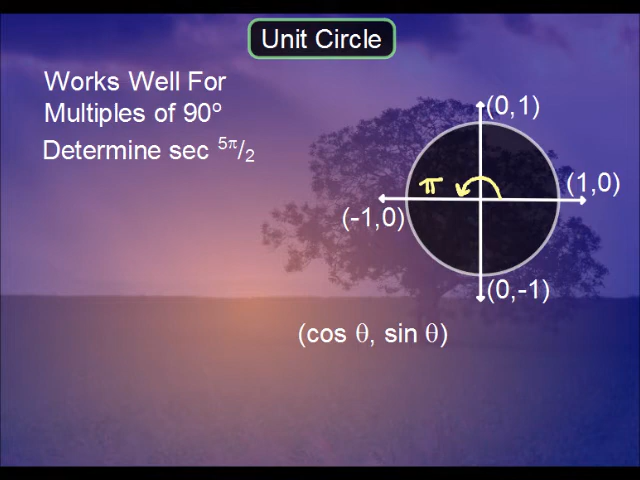 Unit Circle
Works Well For
Multiples of 90°
Determine sec 5π/2
(0,1)
π
(1,0)
(-1,0)
(0,-1)
(cos θ, sin θ)